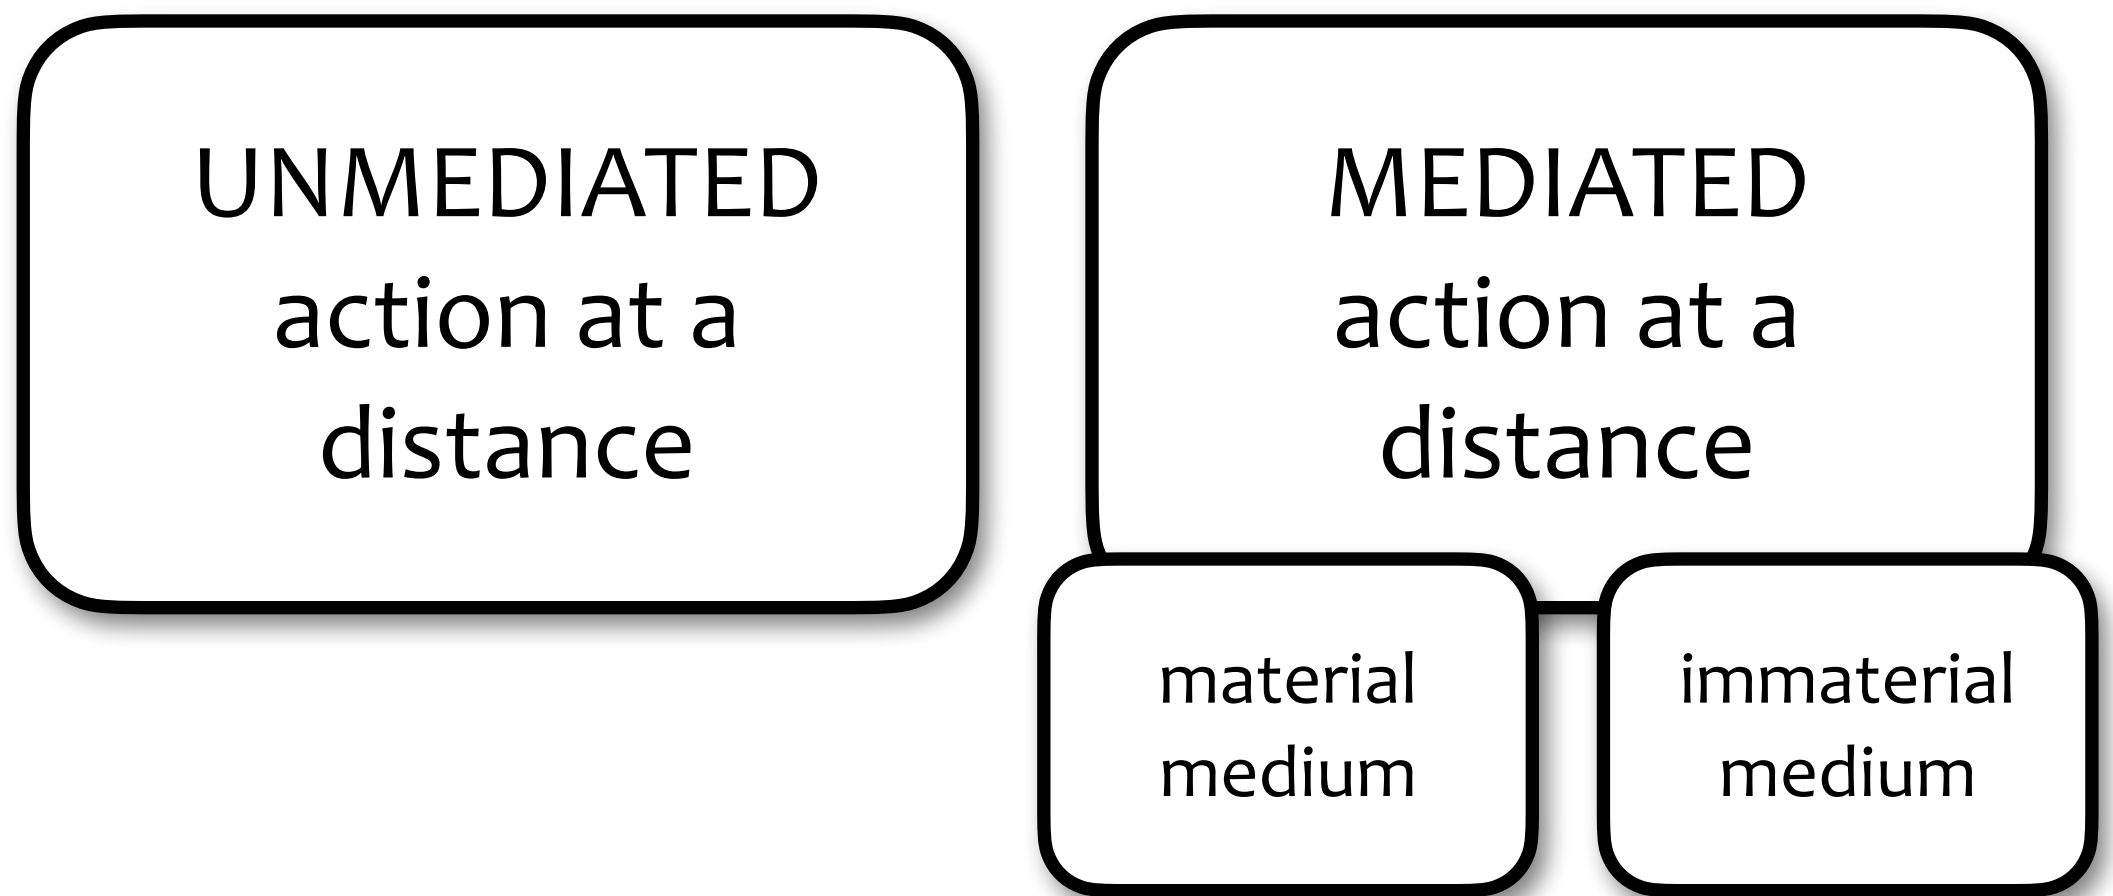 UNMEDIATED
action at a
distance
MEDIATED
action at a
distance
material
medium
immaterial
medium